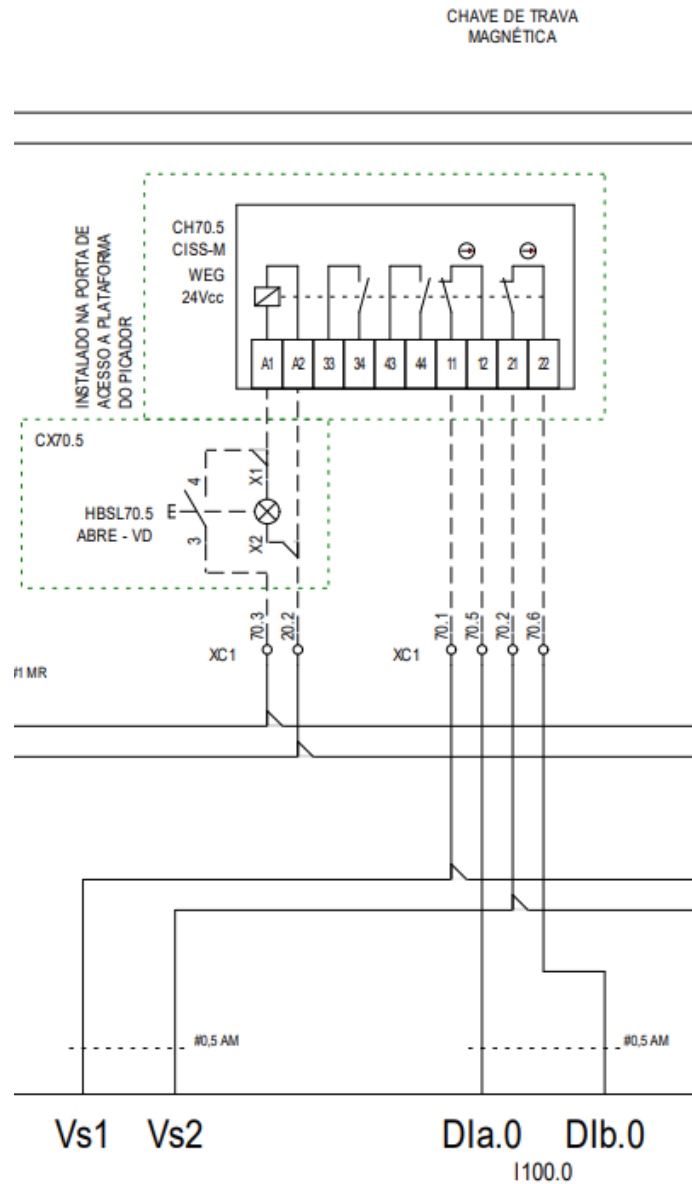 CHAVE DE TRAVA
MAGNÉTICA
INSTALADO NA PORTA DE
ACESSO A PLATAFORMA
DO PICADOR
CH70.5
CISS-M
WEG
24Vcc
A1 A2 33 34 43 44 11 12 21 22
CX70.5
4
X1
HBSL70.5 E
ABRE - VD
3
X2
XC1 70.3 20.2
XC1 70.1 70.5 70.2 70.6
#1 MR
#0,5 AM #0,5 AM
Vs1 Vs2 DIa.0 DIb.0
I100.0